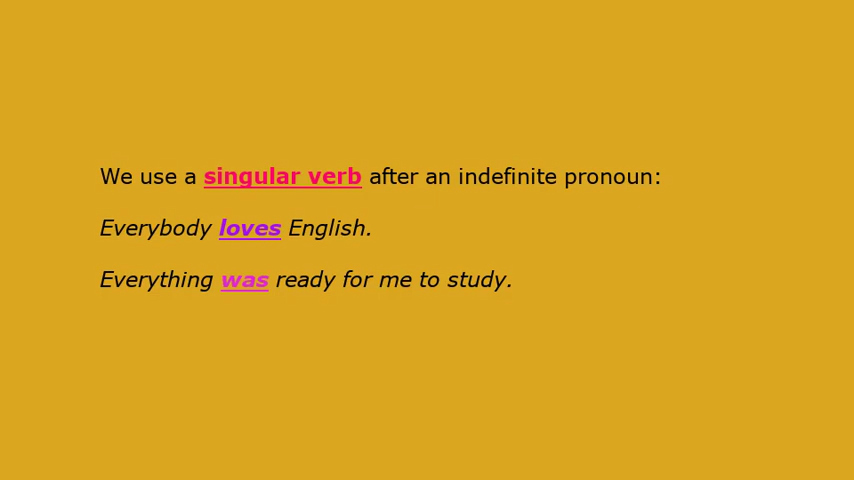 We use a singular verb after an indefinite pronoun:
Everybody loves English.
Everything was ready for me to study.